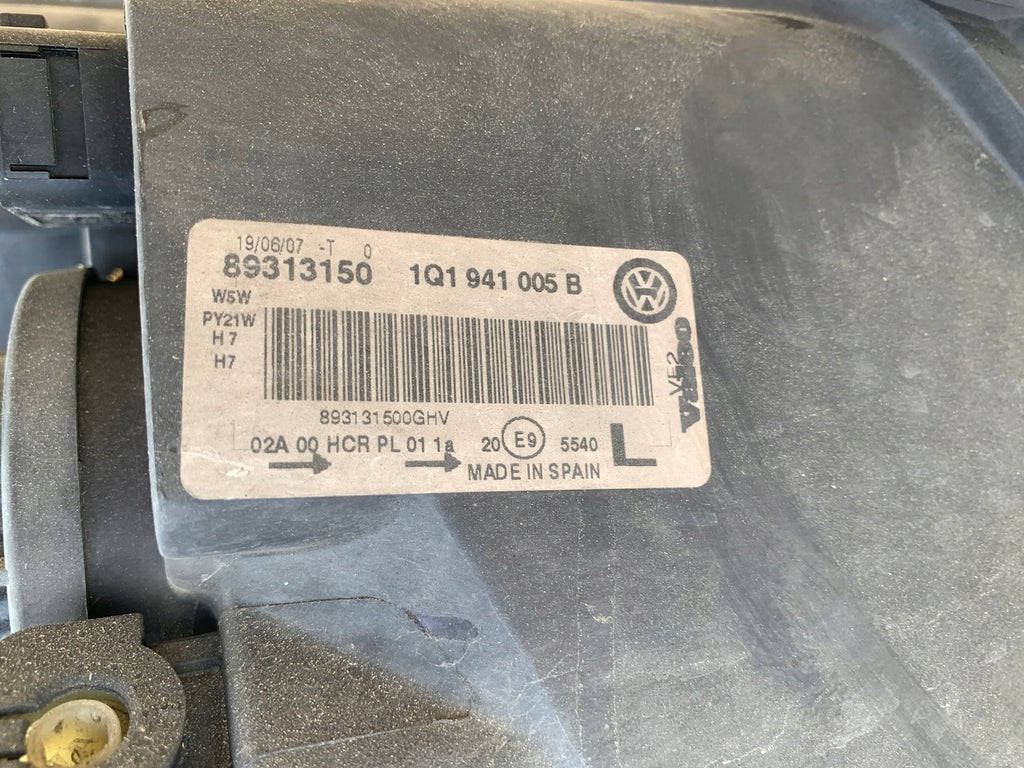 19/06/07 -T 0
89313150 1Q1 941 005 B
W5W
PY21W
H7
H7
893131500GHV
02A 00 HCR PL 01 1a 20 E9 5540 L
MADE IN SPAIN
VE2